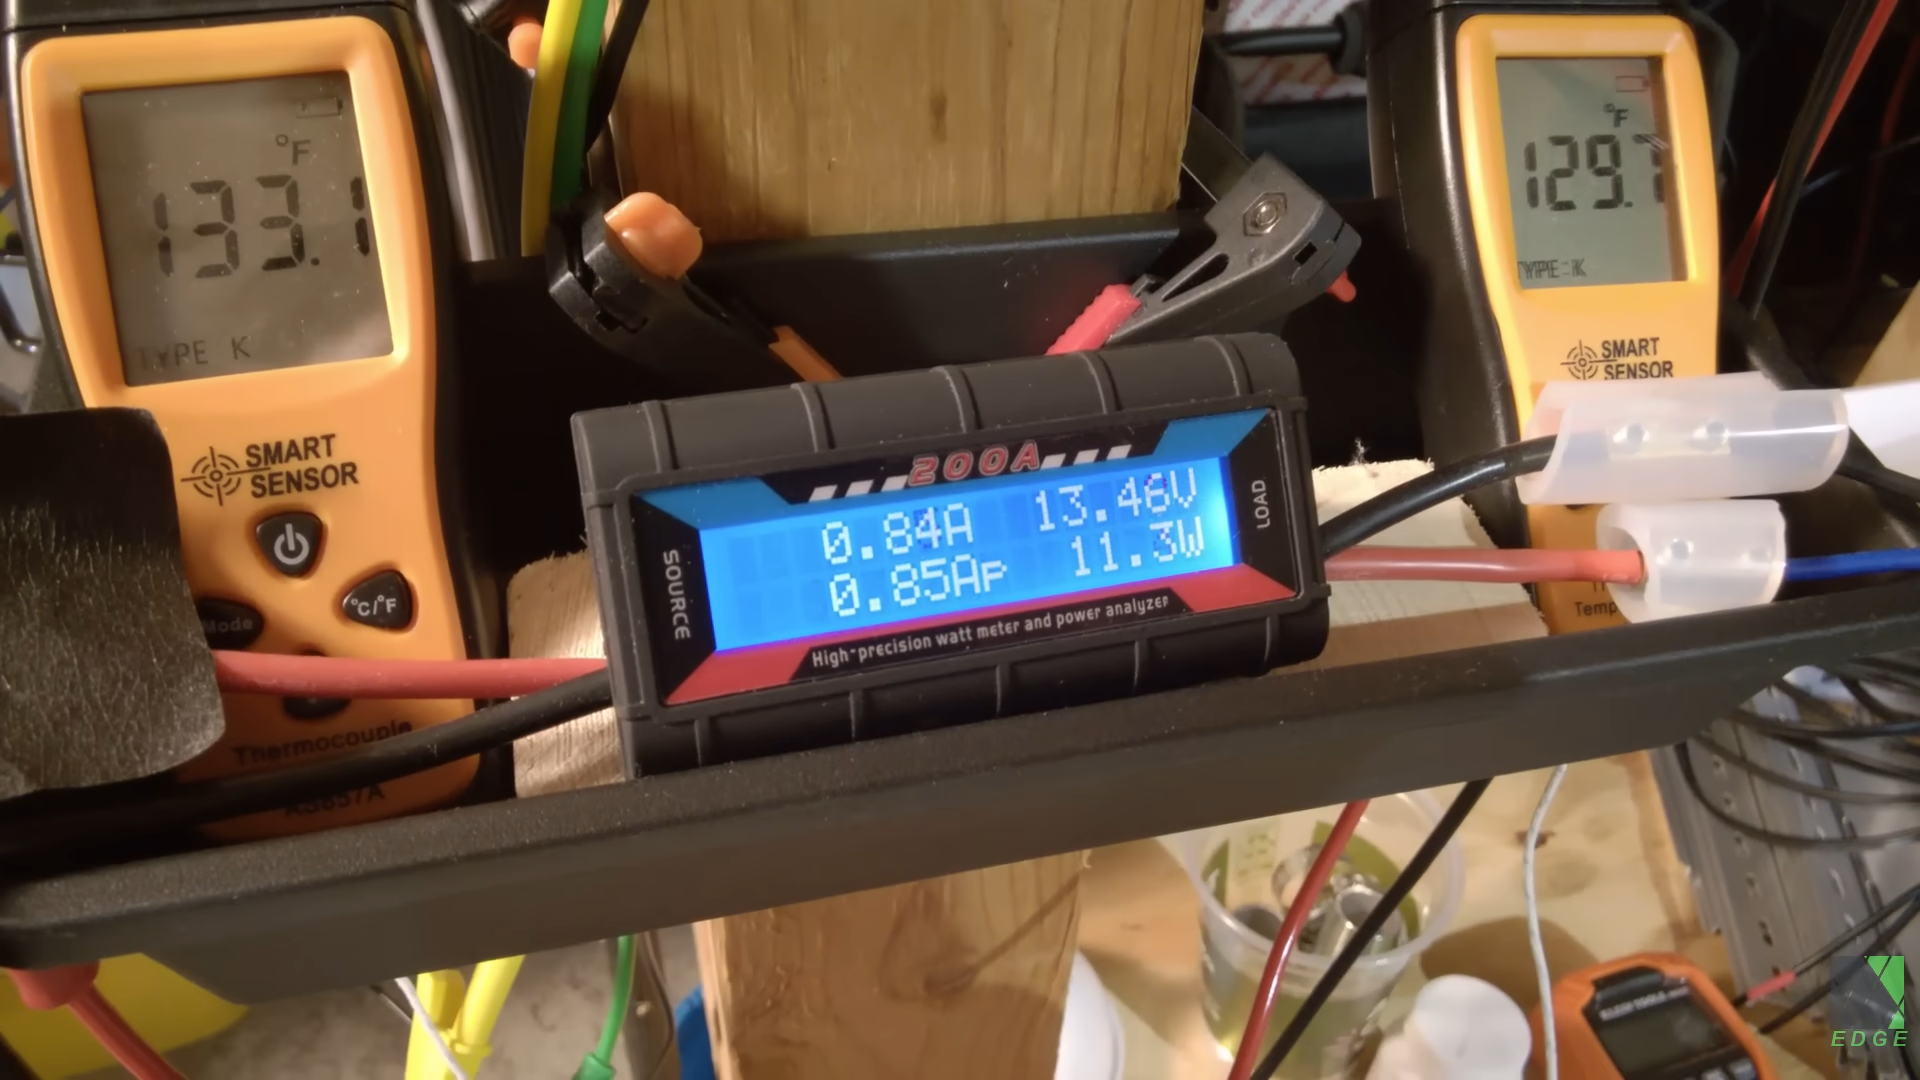 °F
133.1
TYPE K
SMART
SENSOR
°C/°F
Mode
Thermocouple
AS857A
200A
0.84A 13.46V
0.85Ap 11.3W
SOURCE
LOAD
High-precision watt meter and power analyzer
°F
129.7
TYPE K
SMART
SENSOR
EDGE